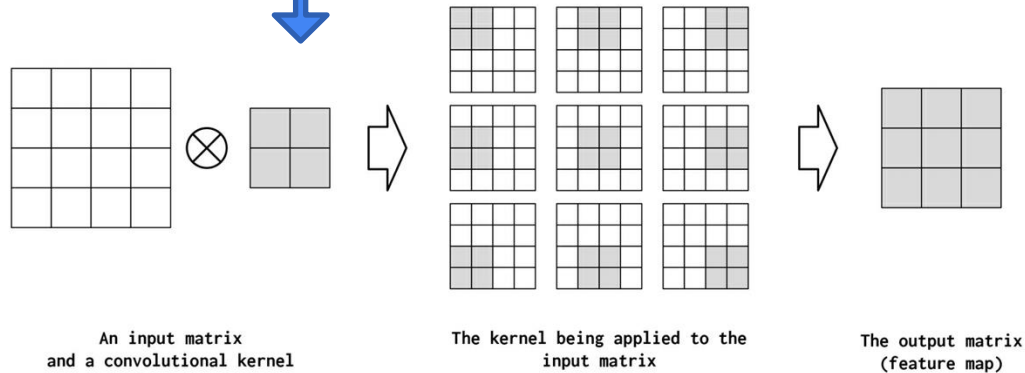 An input matrix
and a convolutional kernel
The kernel being applied to the
input matrix
The output matrix
(feature map)